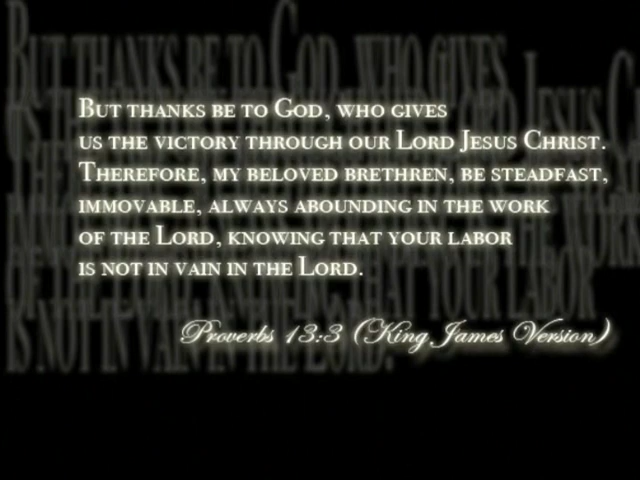 But thanks be to God, who gives
us the victory through our Lord Jesus Christ.
Therefore, my beloved brethren, be steadfast,
immovable, always abounding in the work
of the Lord, knowing that your labor
is not in vain in the Lord.
Proverbs 13:3 (King James Version)